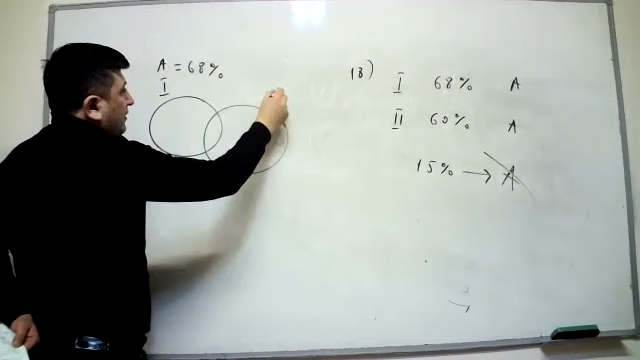 A = 68%
I
18) I 68% A
II 60% A
15% → A